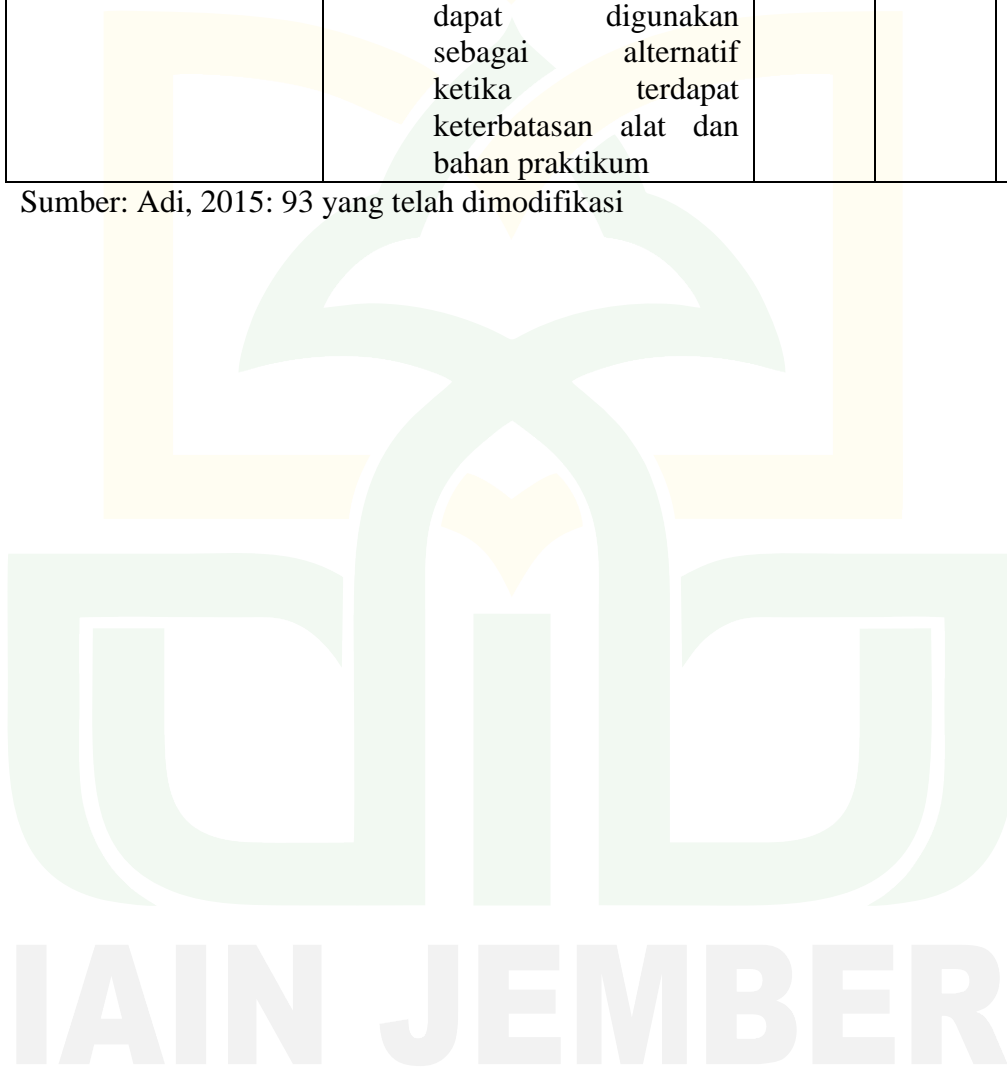 dapat digunakan
sebagai alternatif
ketika terdapat
keterbatasan alat dan
bahan praktikum
Sumber: Adi, 2015: 93 yang telah dimodifikasi
IAIN JEMBER